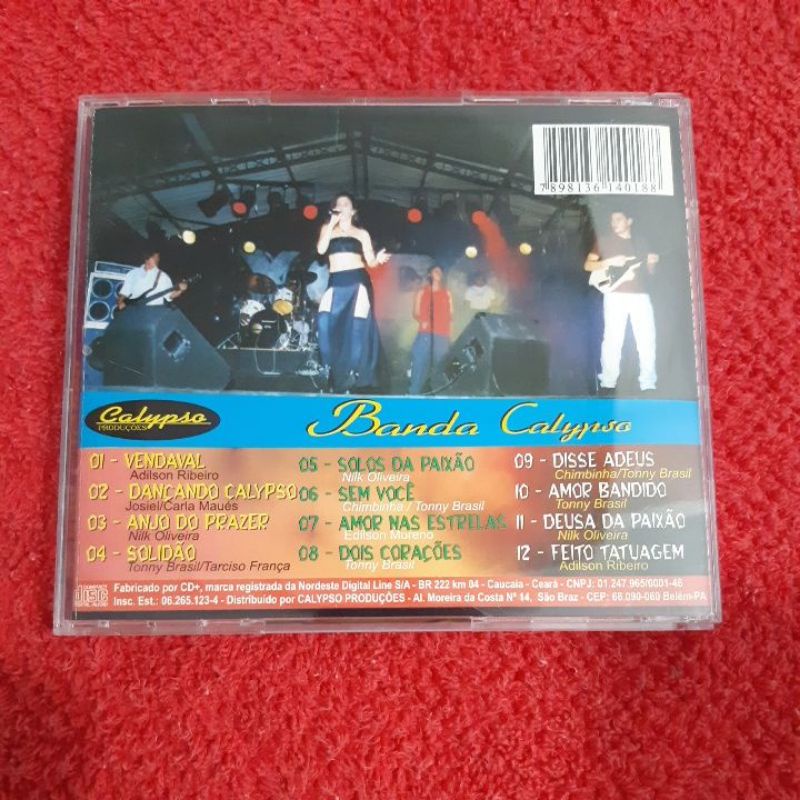 7 898136 140188
Calypso
PRODUÇÕES
Banda Calypso
01 - VENDAVAL
Adilson Ribeiro
02 - DANÇANDO CALYPSO
Josiel/Carla Maués
03 - ANJO DO PRAZER
Nilk Oliveira
04 - SOLIDÃO
Tonny Brasil/Tarciso França
05 - SOLOS DA PAIXÃO
Nilk Oliveira
06 - SEM VOCÊ
Chimbinha / Tonny Brasil
07 - AMOR NAS ESTRELAS
Edilson Moreno
08 - DOIS CORAÇÕES
Tonny Brasil
09 - DISSE ADEUS
Chimbinha/Tonny Brasil
10 - AMOR BANDIDO
Tonny Brasil
11 - DEUSA DA PAIXÃO
Nilk Oliveira
12 - FEITO TATUAGEM
Adilson Ribeiro
Fabricado por CD+, marca registrada da Nordeste Digital Line S/A - BR 222 km 04 - Caucaia - Ceará - CNPJ: 01.247.965/0001-46
Insc. Est.: 06.265.123-4 - Distribuido por CALYPSO PRODUÇÕES - Al. Moreira da Costa Nº 14, São Braz - CEP: 66.090-060 Belém-PA